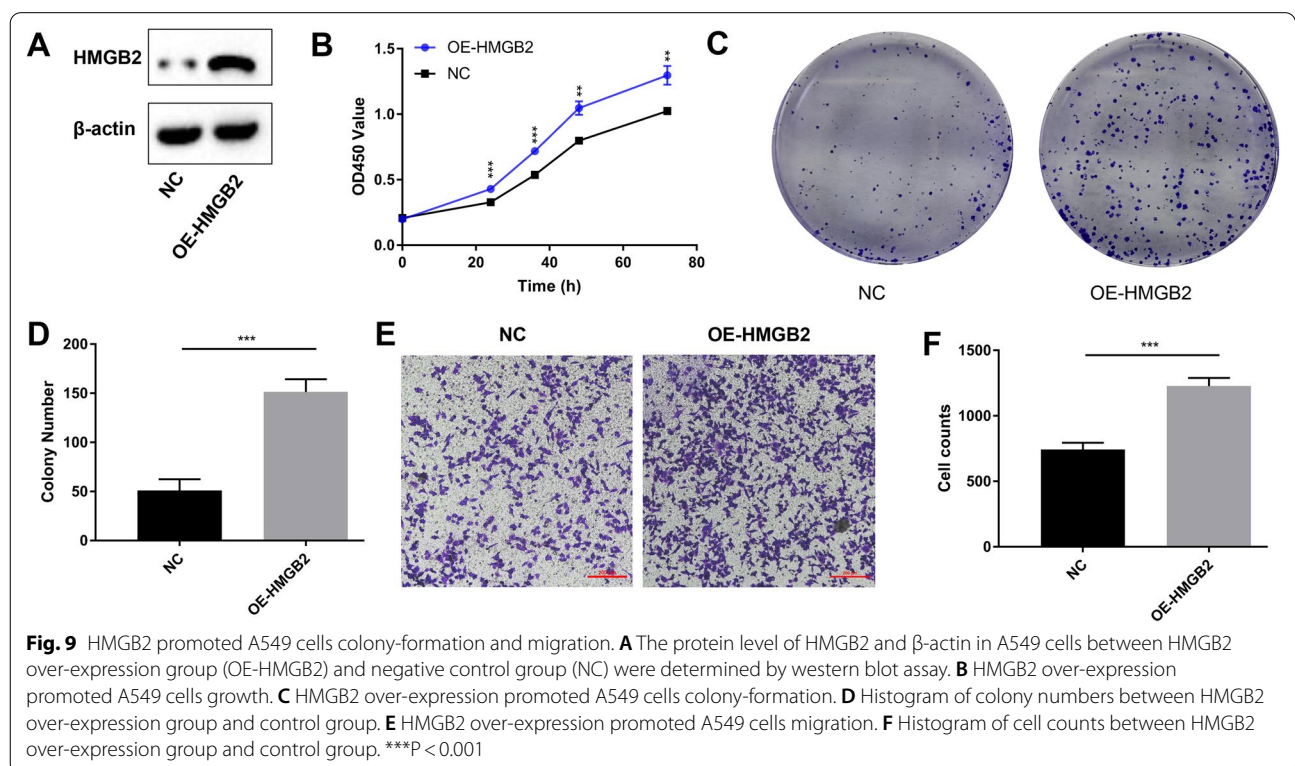 A
HMGB2
β-actin
NC
OE-HMGB2
B
OD450 Value
1.5
1.0
0.5
0.0
OE-HMGB2
NC
***
***
**
**
0
20
40
60
80
Time (h)
C
NC
OE-HMGB2
D
Colony Number
200
150
100
50
0
***
NC
OE-HMGB2
E
NC
OE-HMGB2
F
Cell counts
1500
1000
500
0
***
NC
OE-HMGB2
Fig. 9 HMGB2 promoted A549 cells colony-formation and migration. A The protein level of HMGB2 and β-actin in A549 cells between HMGB2
over-expression group (OE-HMGB2) and negative control group (NC) were determined by western blot assay. B HMGB2 over-expression
promoted A549 cells growth. C HMGB2 over-expression promoted A549 cells colony-formation. D Histogram of colony numbers between HMGB2
over-expression group and control group. E HMGB2 over-expression promoted A549 cells migration. F Histogram of cell counts between HMGB2
over-expression group and control group. ***P < 0.001